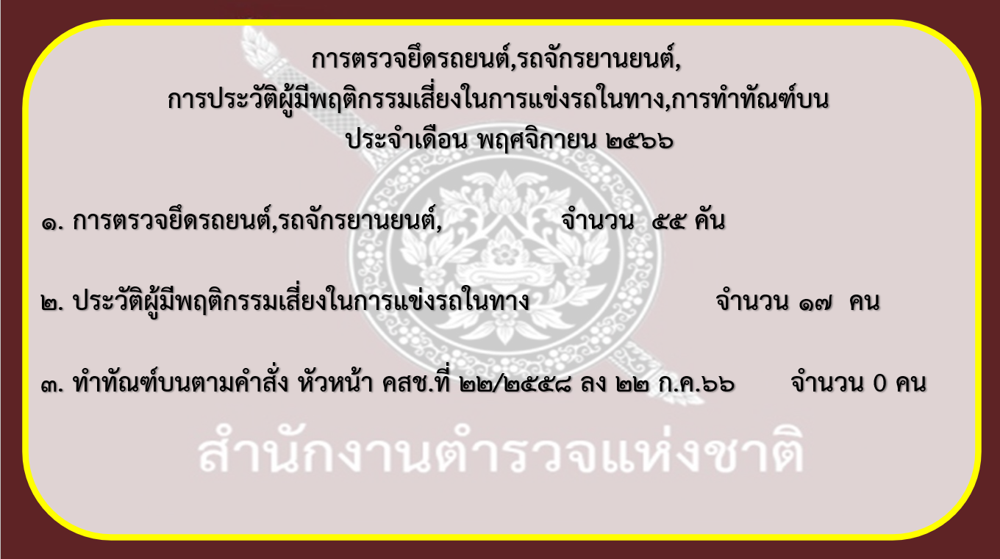 การตรวจยึดรถยนต์,รถจักรยานยนต์,
การประวัติผู้มีพฤติกรรมเสี่ยงในการแข่งรถในทาง,การทำทัณฑ์บน
ประจำเดือน พฤศจิกายน ๒๕๖๖
๑. การตรวจยึดรถยนต์,รถจักรยานยนต์, จำนวน ๕๕ คัน
๒. ประวัติผู้มีพฤติกรรมเสี่ยงในการแข่งรถในทาง จำนวน ๑๗ คน
๓. ทำทัณฑ์บนตามคำสั่ง หัวหน้า คสช.ที่ ๒๒/๒๕๕๘ ลง ๒๒ ก.ค.๖๖ จำนวน 0 คน
สำนักงานตำรวจแห่งชาติ